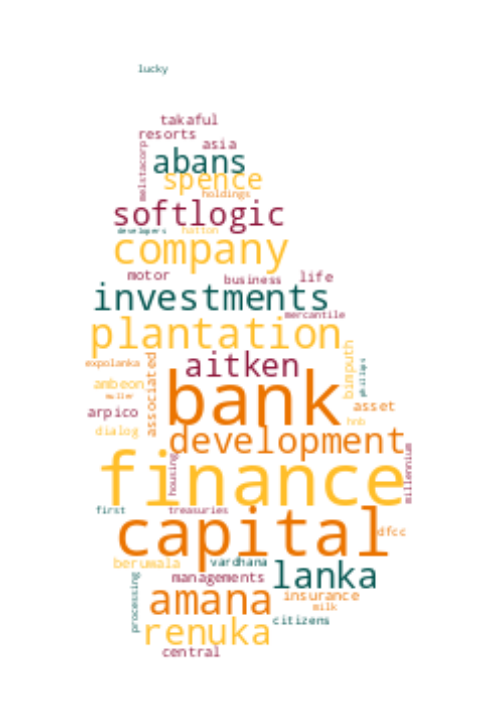 lucky
takaful
resorts
asia
melstacorp
abans
spence
holdings
softlogic
developers hatton
company
motor business life
investments
mercantile
plantation
aitken
expolanka
associated
binputh
phillips
ambeon
muller
bank
arpico
asset
dialog
hnb
development
housing
millennium
finance
first treasuries
capital
dfcc
beruwala vardhana
managements lanka
processing
amana insurance
milk
renuka citizens
central